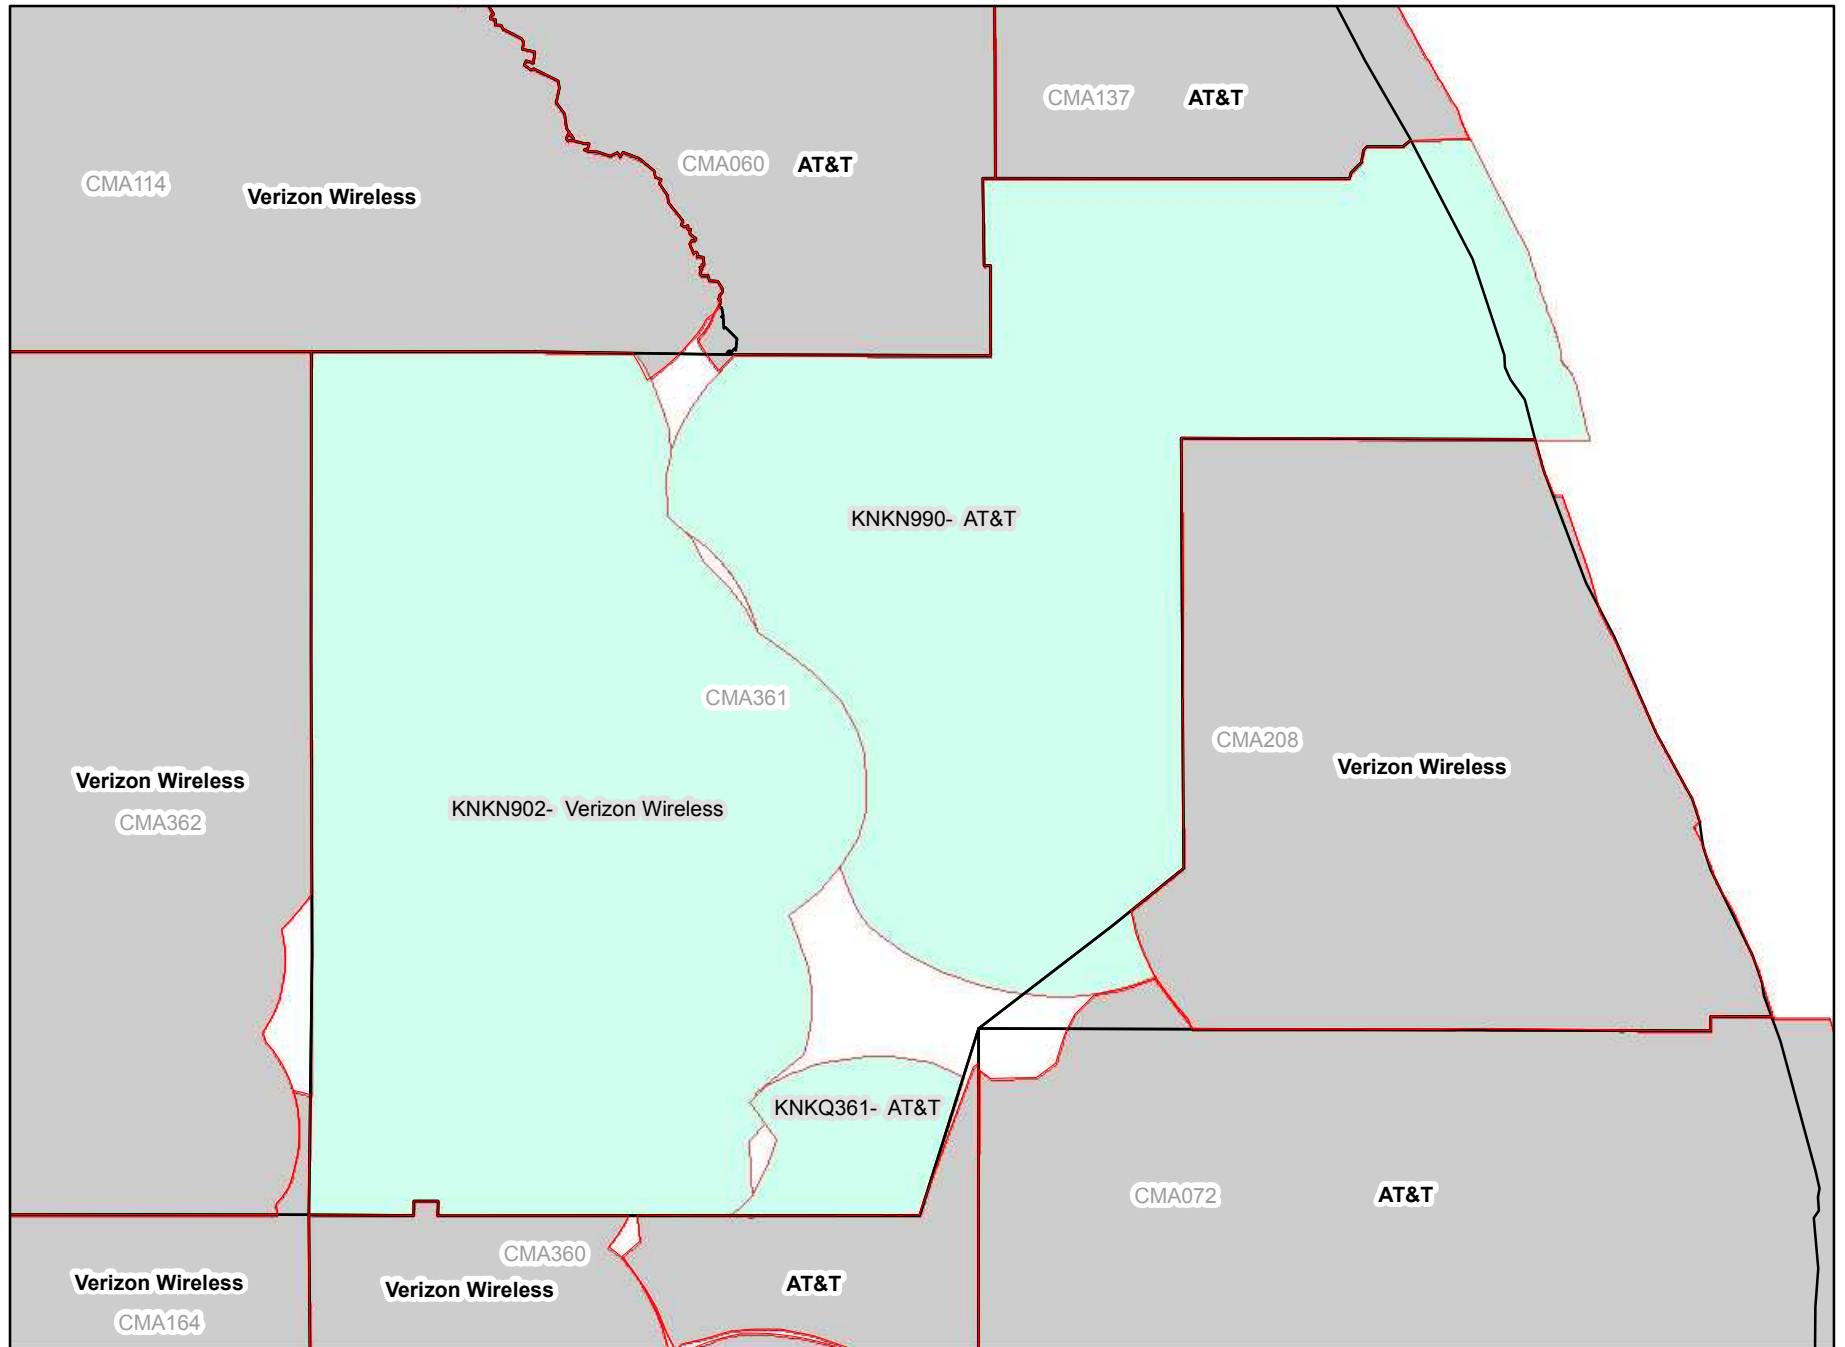 CMA137 AT&T
CMA060 AT&T
CMA114
Verizon Wireless
KNKN990- AT&T
CMA361
CMA208
Verizon Wireless
Verizon Wireless
CMA362
KNKN902- Verizon Wireless
KNKQ361- AT&T
CMA072 AT&T
CMA360
Verizon Wireless
AT&T
Verizon Wireless
CMA164